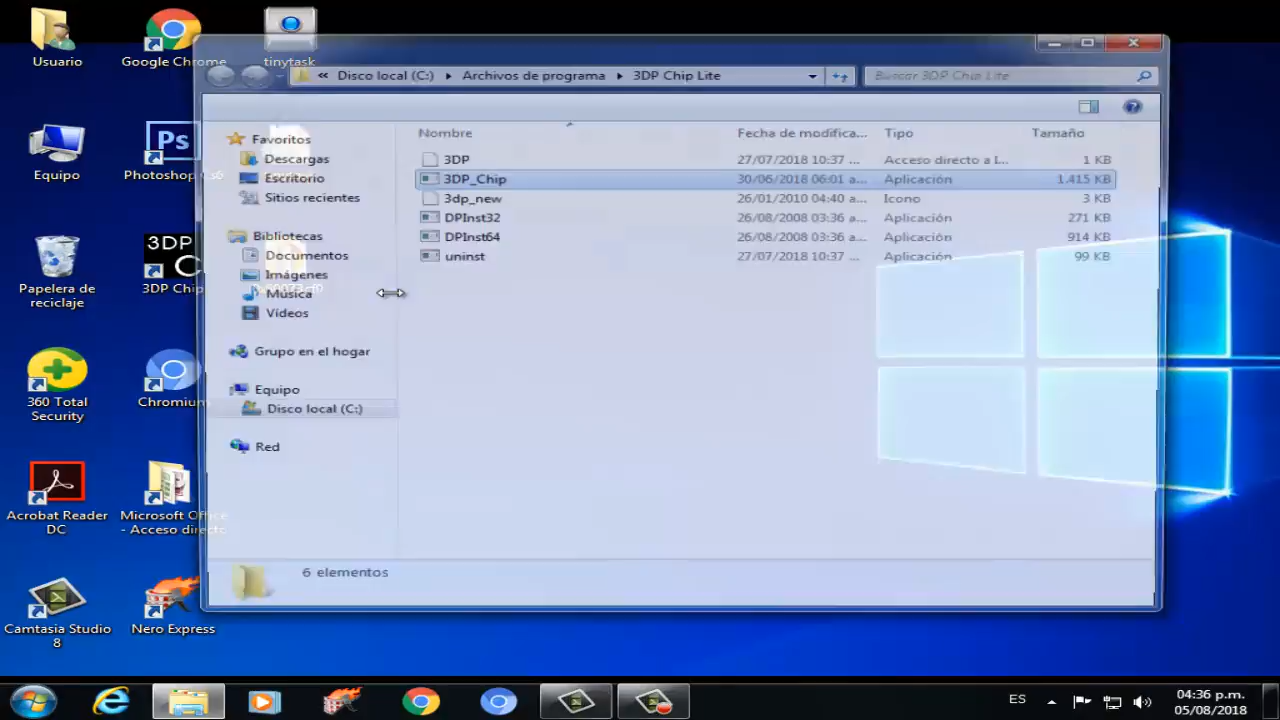 Usuario
Google Chrome
tinytask
Equipo
Photoshop
Papelera de
reciclaje
3DP
C
3DP Chip
360 Total
Security
Chromium
Acrobat Reader
DC
Microsoft Of
- Acceso directo
Camtasia Studio
8
Nero Express
« Disco local (C:) Archivos de programa 3DP Chip Lite
Buscar 3DP Chip Lite
Nombre Fecha de modifica... Tipo Tamaño
3DP 27/07/2018 10:37 ... Acceso directo a I... 1 KB
3DP_Chip 30/06/2018 06:01 a... Aplicación 1.415 KB
3dp_new 26/01/2010 04:40 a... Icono 3 KB
DPInst32 26/08/2008 03:36 a... Aplicación 271 KB
DPInst64 26/08/2008 03:36 a... Aplicación 914 KB
uninst 27/07/2018 10:37 ... Aplicación 99 KB
Favoritos
Descargas
Escritorio
Sitios recientes
Bibliotecas
Documentos
Imágenes
Música
Vídeos
Grupo en el hogar
Equipo
Disco local (C:)
Red
6 elementos
ES
04:36 p.m.
05/08/2018